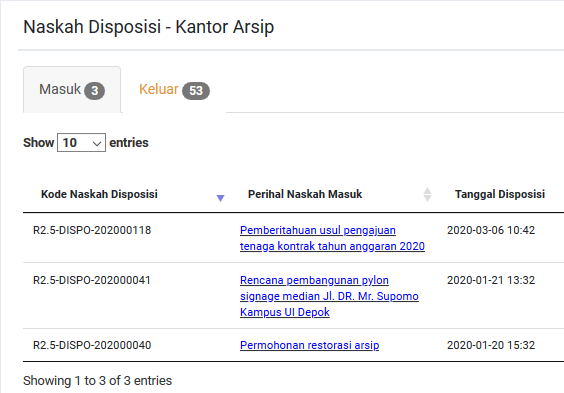 Naskah Disposisi - Kantor Arsip
Masuk 3 Keluar 53
Show 10 entries
Kode Naskah Disposisi Perihal Naskah Masuk Tanggal Disposisi
R2.5-DISPO-202000118 Pemberitahuan usul pengajuan 2020-03-06 10:42
tenaga kontrak tahun anggaran 2020
R2.5-DISPO-202000041 Rencana pembangunan pylon 2020-01-21 13:32
signage median Jl. DR. Mr. Supomo
Kampus UI Depok
R2.5-DISPO-202000040 Permohonan restorasi arsip 2020-01-20 15:32
Showing 1 to 3 of 3 entries